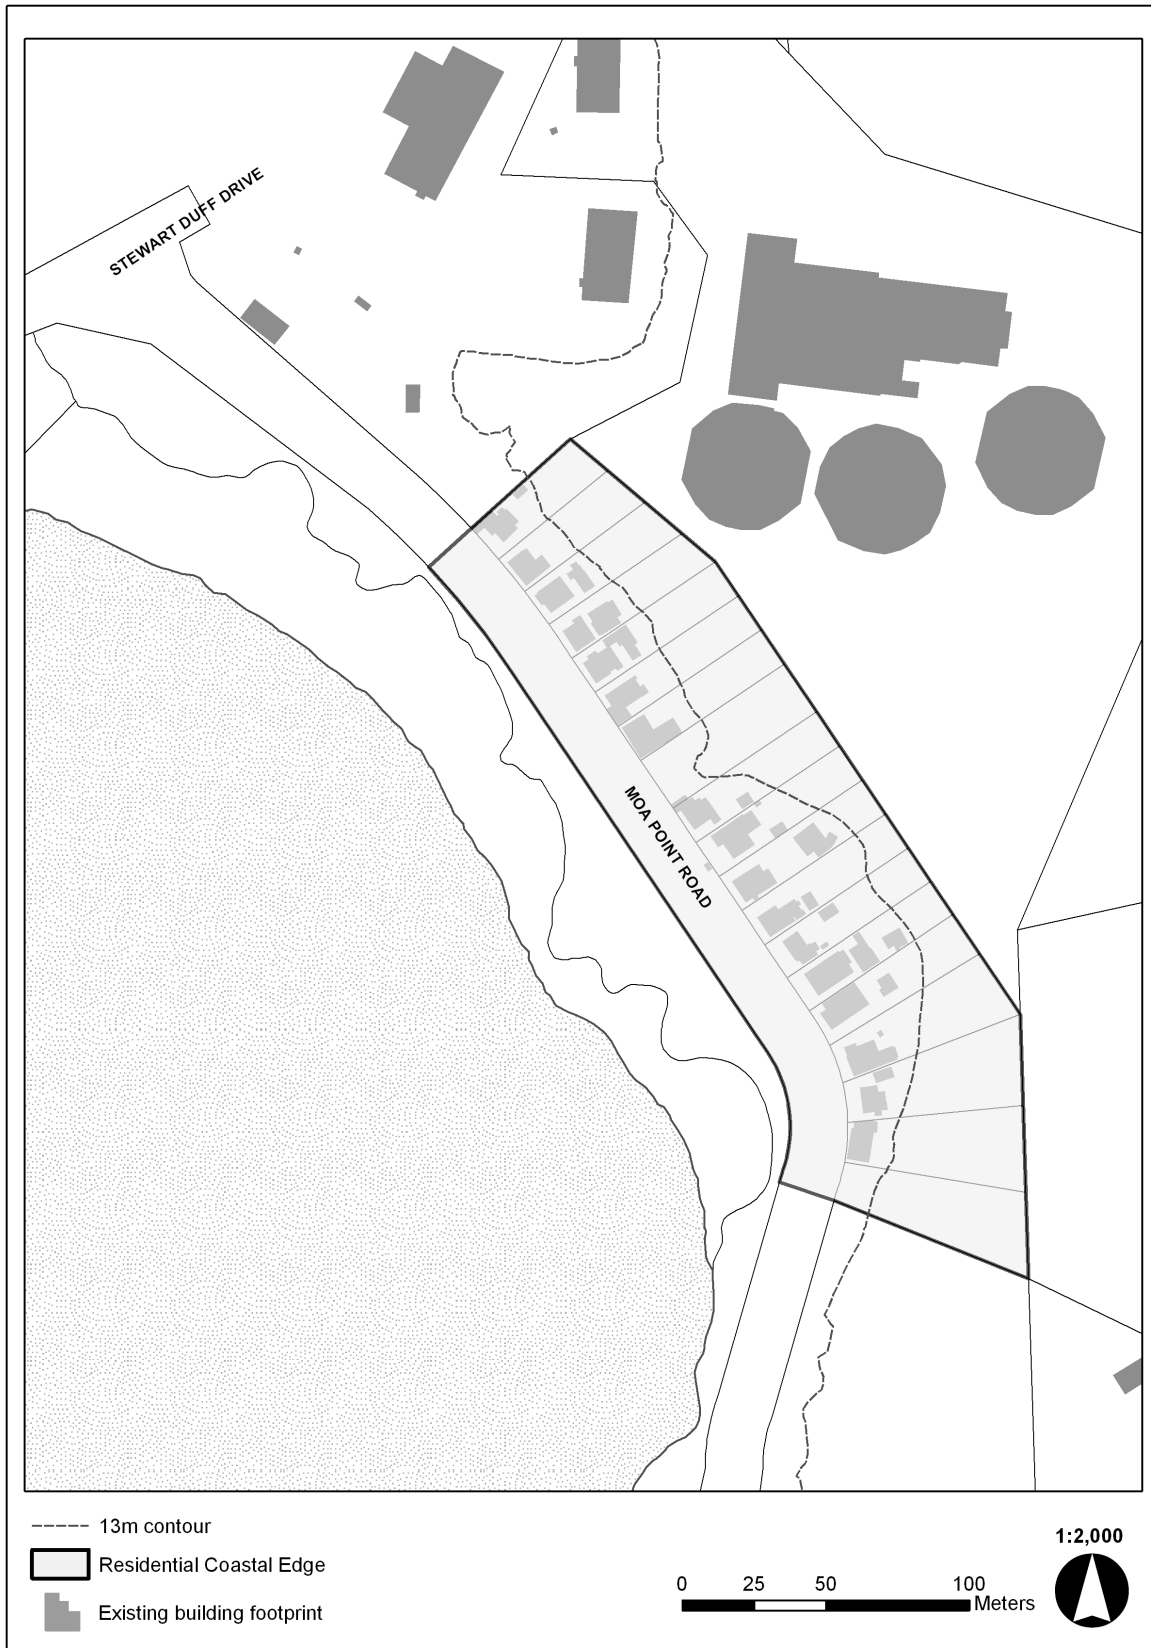 STEWART DUFF DRIVE
MOA POINT ROAD
13m contour
Residential Coastal Edge
Existing building footprint
1:2,000
0 25 50 100
Meters